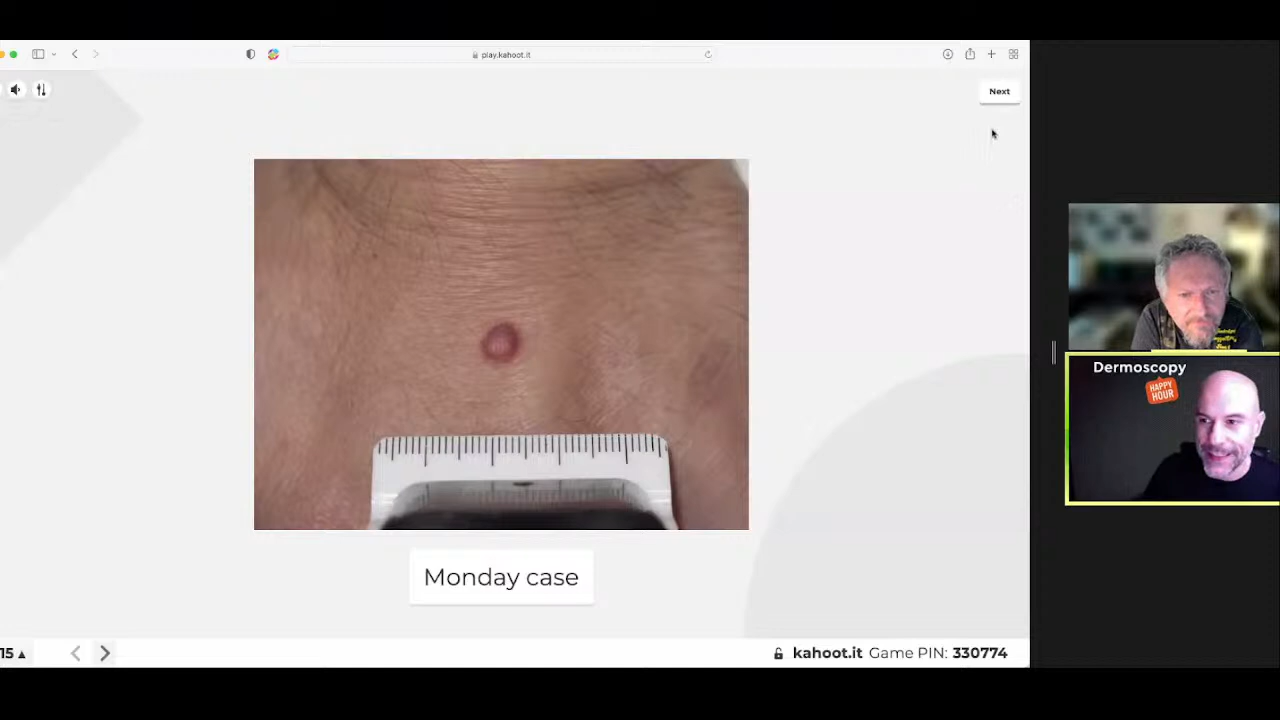 play.kahoot.it
Next
Dermoscopy
HAPPY
HOUR
Monday case
15
kahoot.it Game PIN: 330774